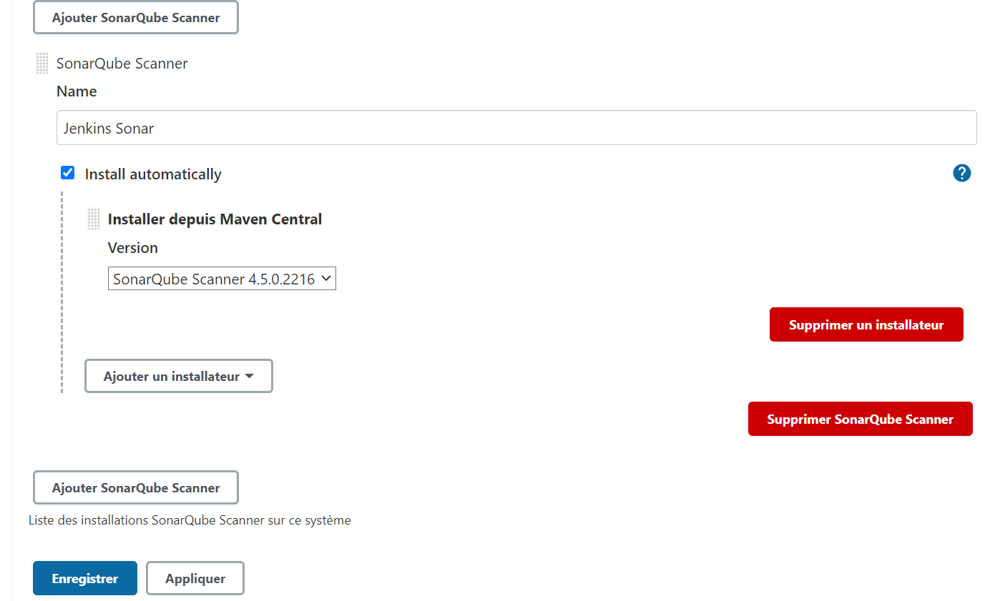 Ajouter SonarQube Scanner
SonarQube Scanner
Name
Jenkins Sonar
Install automatically
?
Installer depuis Maven Central
Version
SonarQube Scanner 4.5.0.2216
Supprimer un installateur
Ajouter un installateur
Supprimer SonarQube Scanner
Ajouter SonarQube Scanner
Liste des installations SonarQube Scanner sur ce système
Enregistrer Appliquer